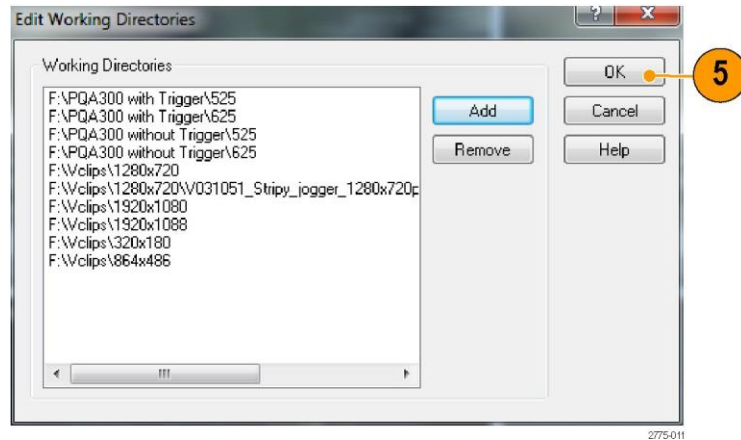 Edit Working Directories
?
X
Working Directories
F:\PQA300 with Trigger\525
F:\PQA300 with Trigger\625
F:\PQA300 without Trigger\525
F:\PQA300 without Trigger\625
F:\Vclips\1280x720
F:\Vclips\1280x720\V031051_Stripy_jogger_1280x720p
F:\Vclips\1920x1080
F:\Vclips\1920x1088
F:\Vclips\320x180
F:\Vclips\864x486
Add
Remove
OK
Cancel
Help
5
2775-011